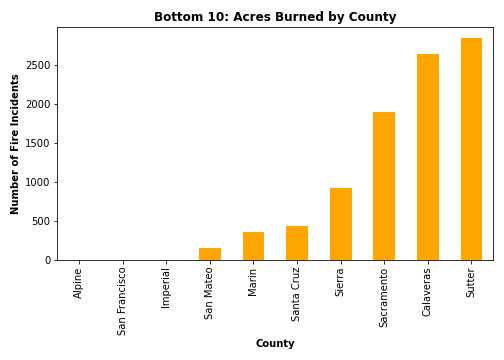 Bottom 10: Acres Burned by County
Number of Fire Incidents
2500
2000
1500
1000
500
0
Alpine
San Francisco
Imperial
San Mateo
Marin
Santa Cruz
Sierra
Sacramento
Calaveras
Sutter
County